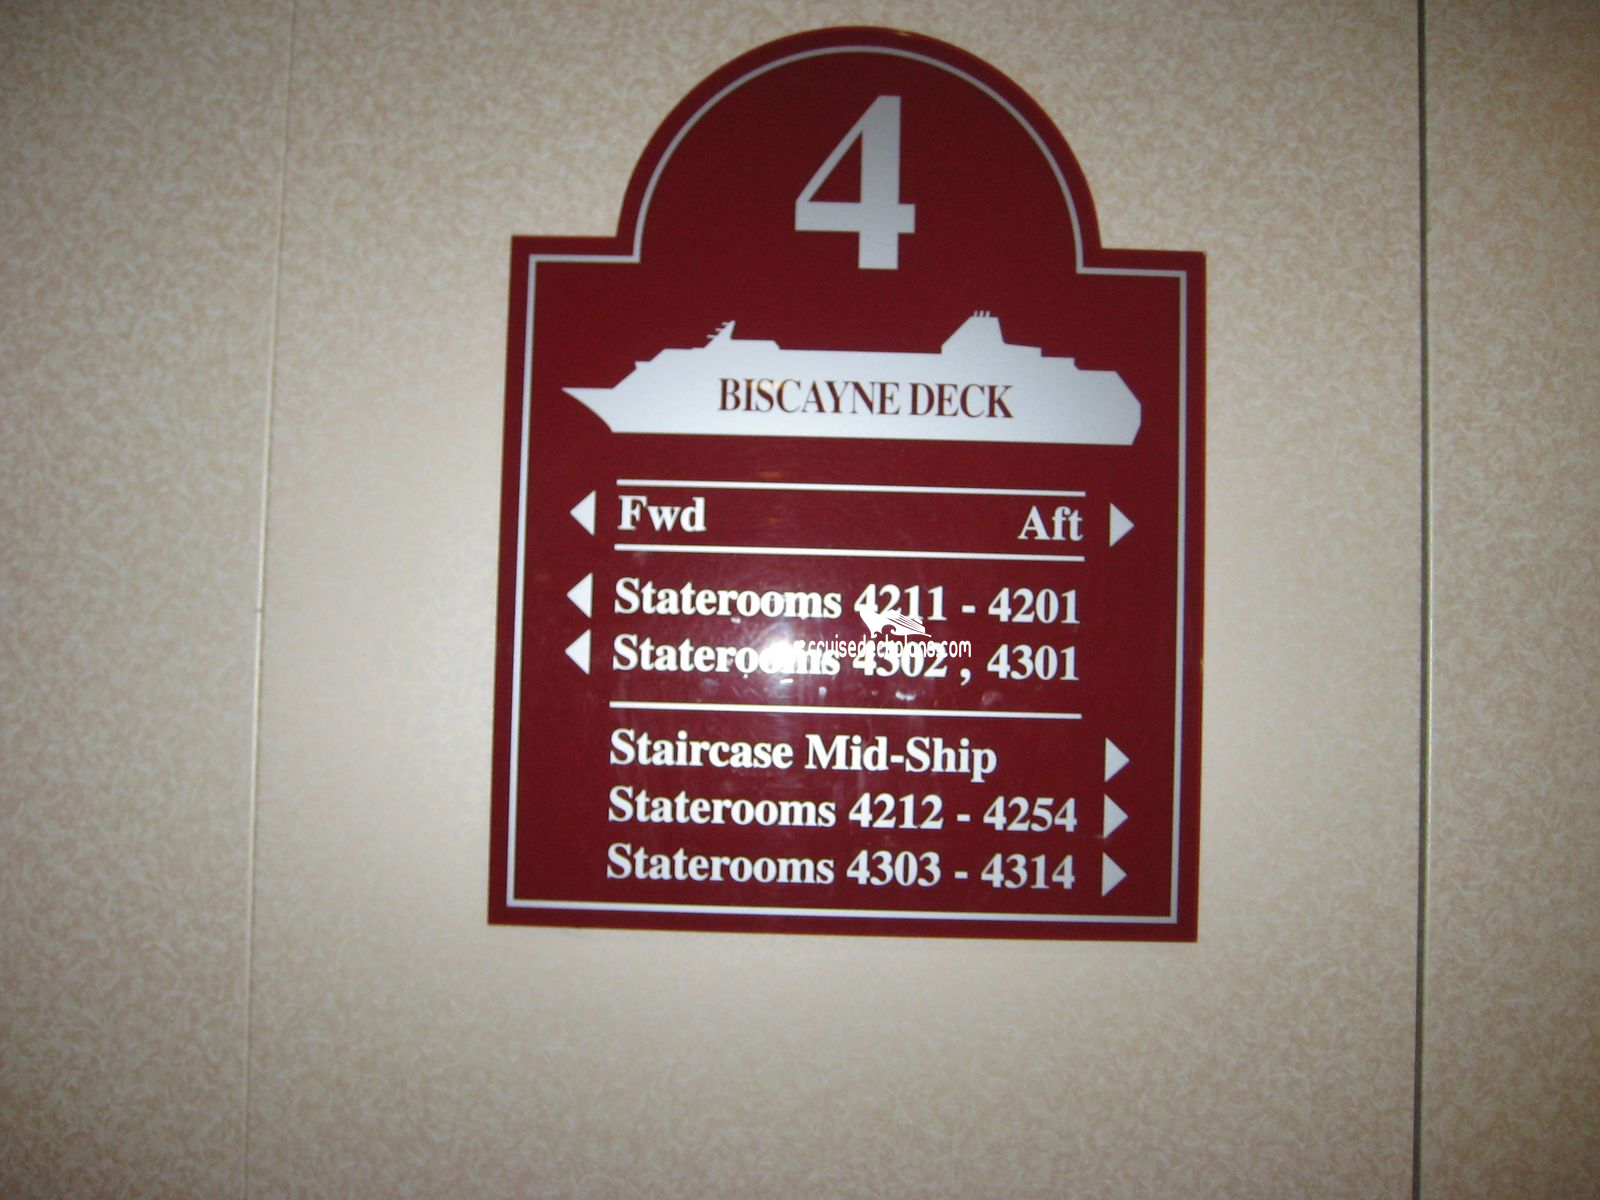 4
BISCAYNE DECK
Fwd Aft
Staterooms 4211 - 4201
Staterooms 4302 , 4301
cruisedeckplans.com
Staircase Mid-Ship
Staterooms 4212 - 4254
Staterooms 4303 - 4314